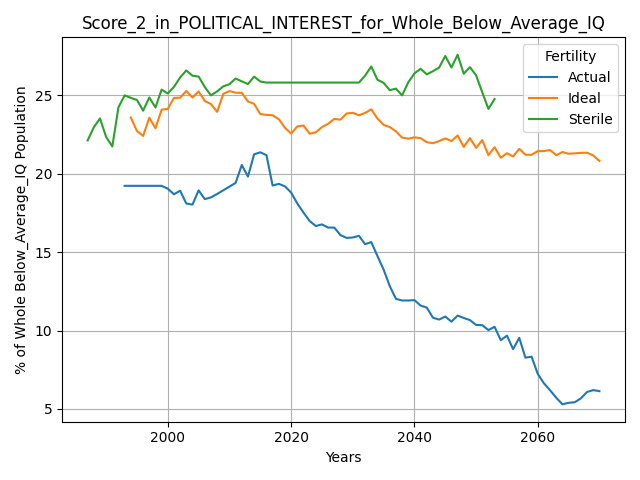 Score_2_in_POLITICAL_INTEREST_for_Whole_Below_Average_IQ
% of Whole Below_Average_IQ Population
25
20
15
10
5
2000 2020 2040 2060
Years
Fertility
Actual
Ideal
Sterile